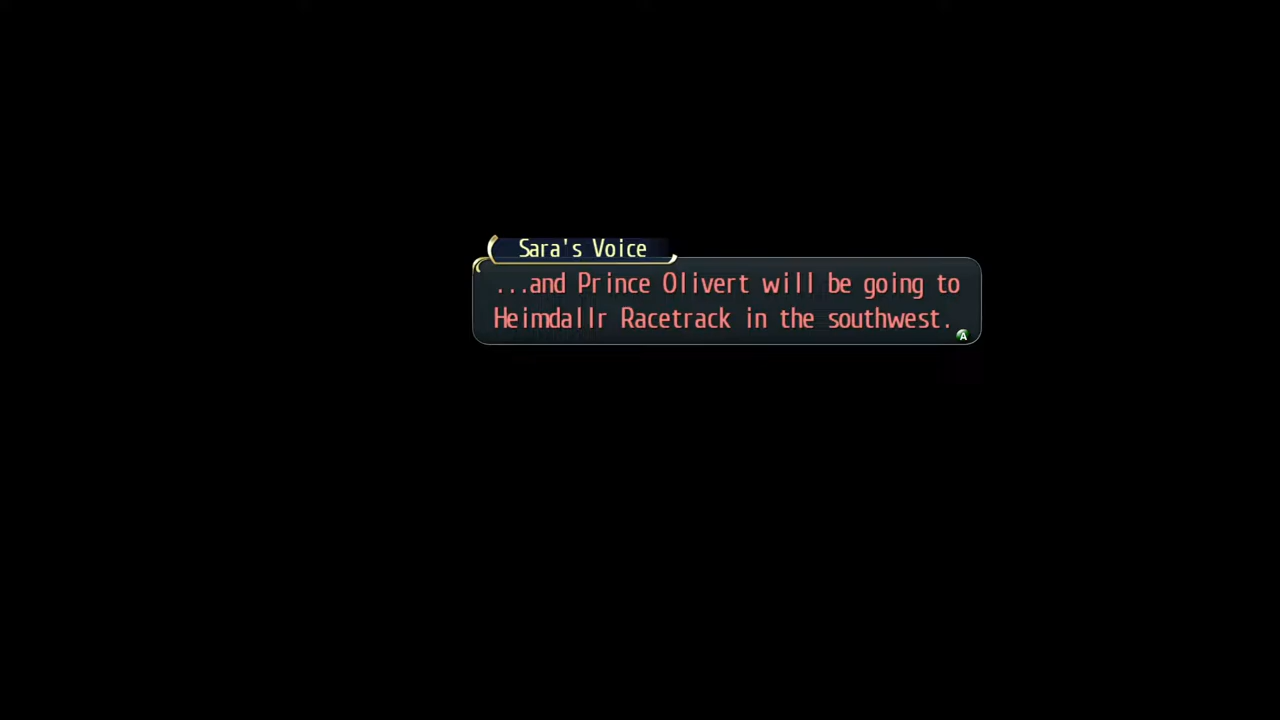 Sara's Voice
...and Prince Olivert will be going to
Heimdallr Racetrack in the southwest.
A